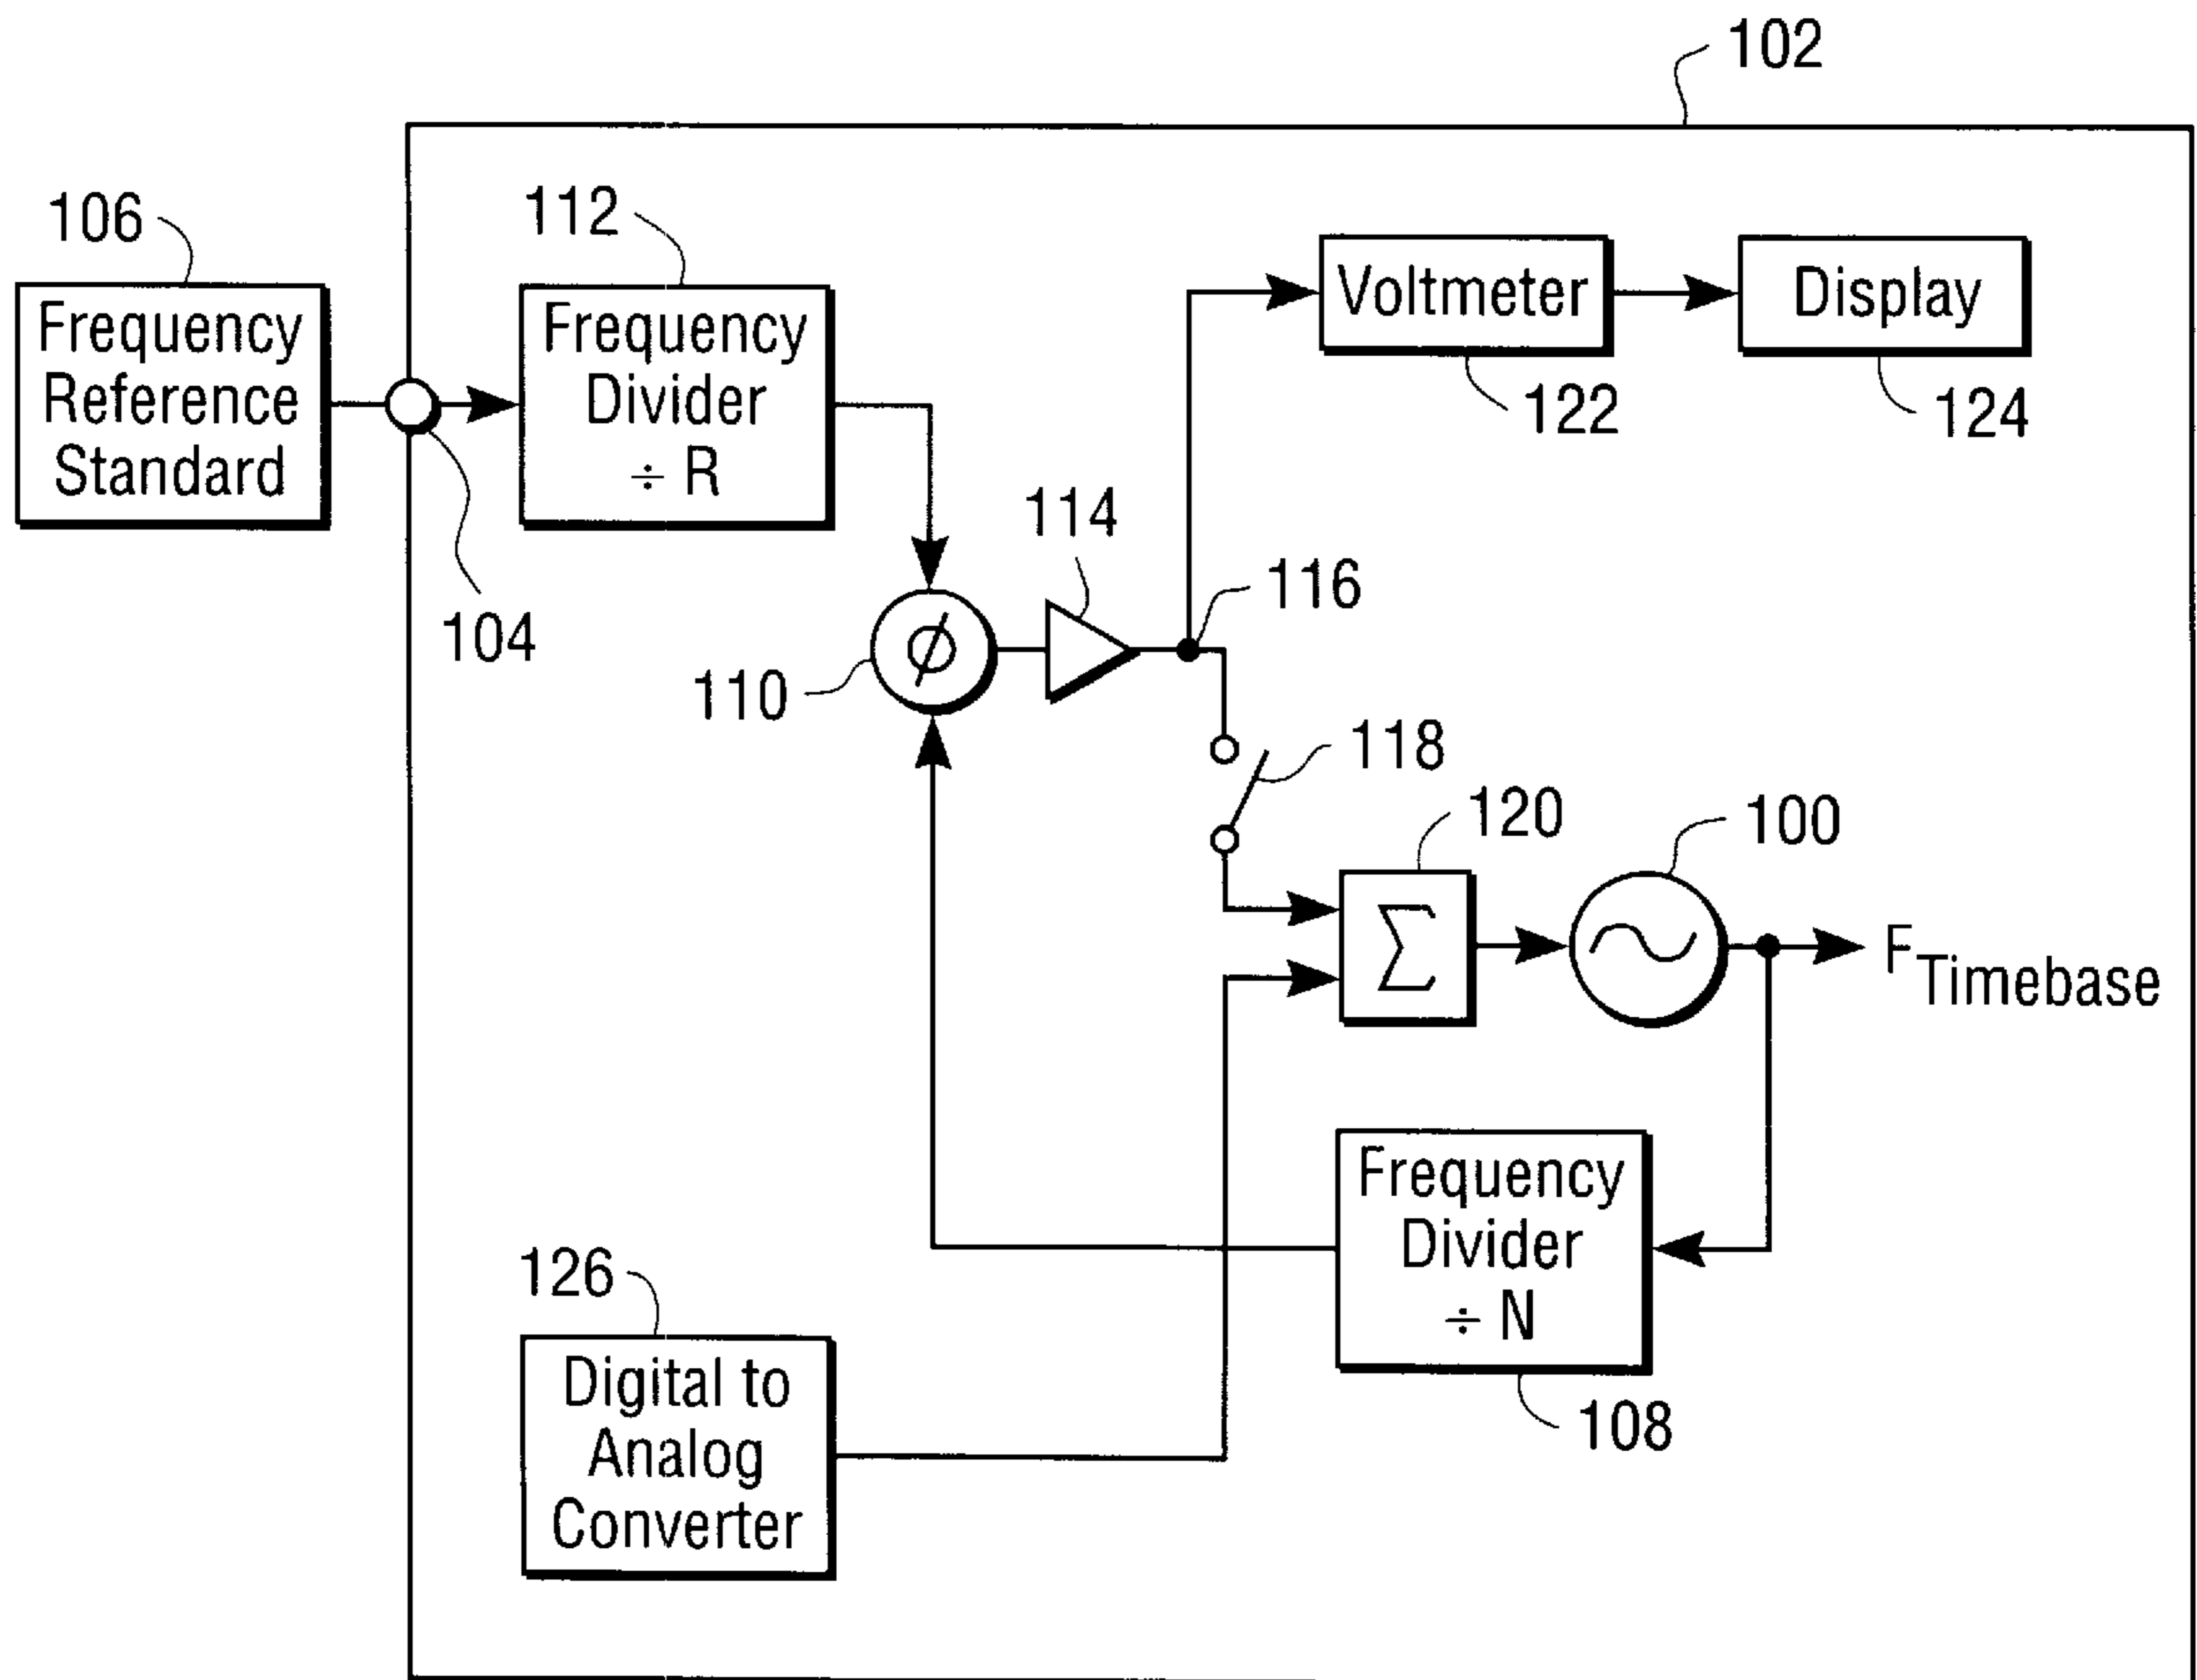 102
106
112
Frequency
Reference
Standard
Frequency
Divider
÷ R
Voltmeter
Display
122
124
104
114
116
110
ϕ
118
120
100
Σ
F Timebase
Frequency
Divider
÷ N
108
126
Digital to
Analog
Converter